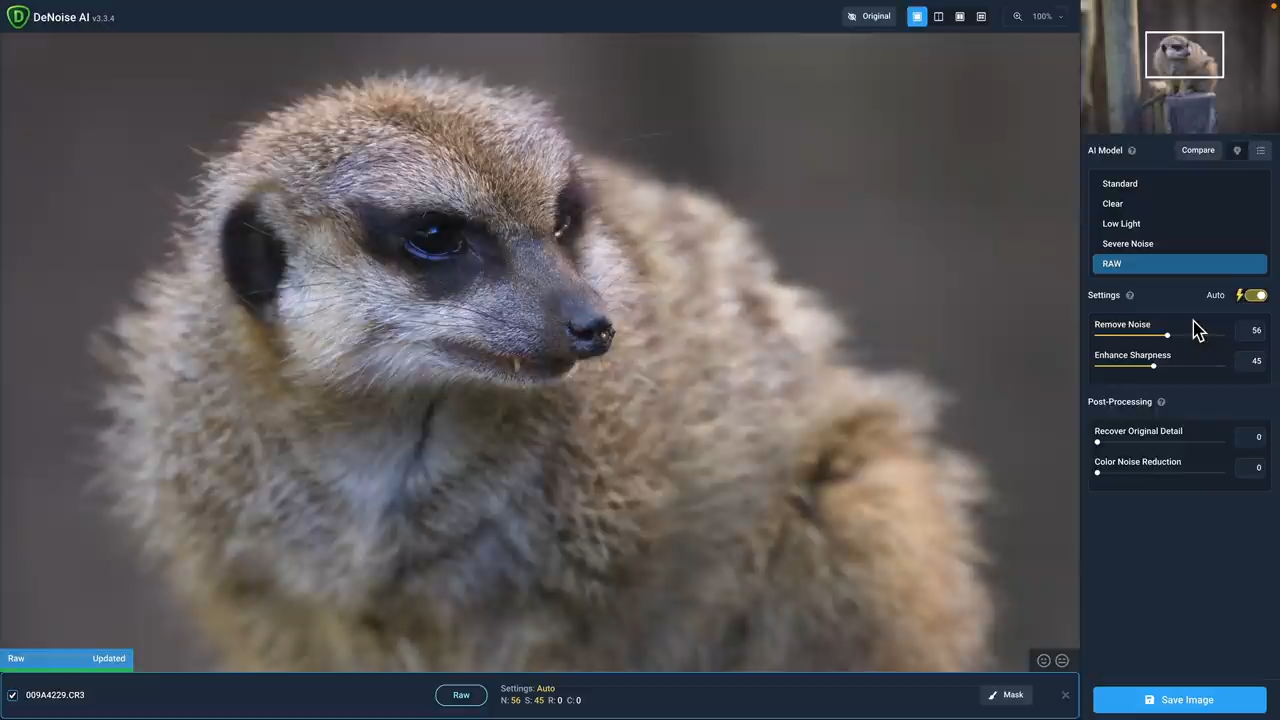 DeNoise AI v3.3.4
Original
100%
AI Model
Compare
Standard
Clear
Low Light
Severe Noise
RAW
Settings
Auto
Remove Noise
56
Enhance Sharpness
45
Post-Processing
Recover Original Detail
0
Color Noise Reduction
0
Raw Updated
009A4229.CR3
Raw
Settings: Auto
N: 56 S: 45 R: 0 C: 0
Mask
Save Image